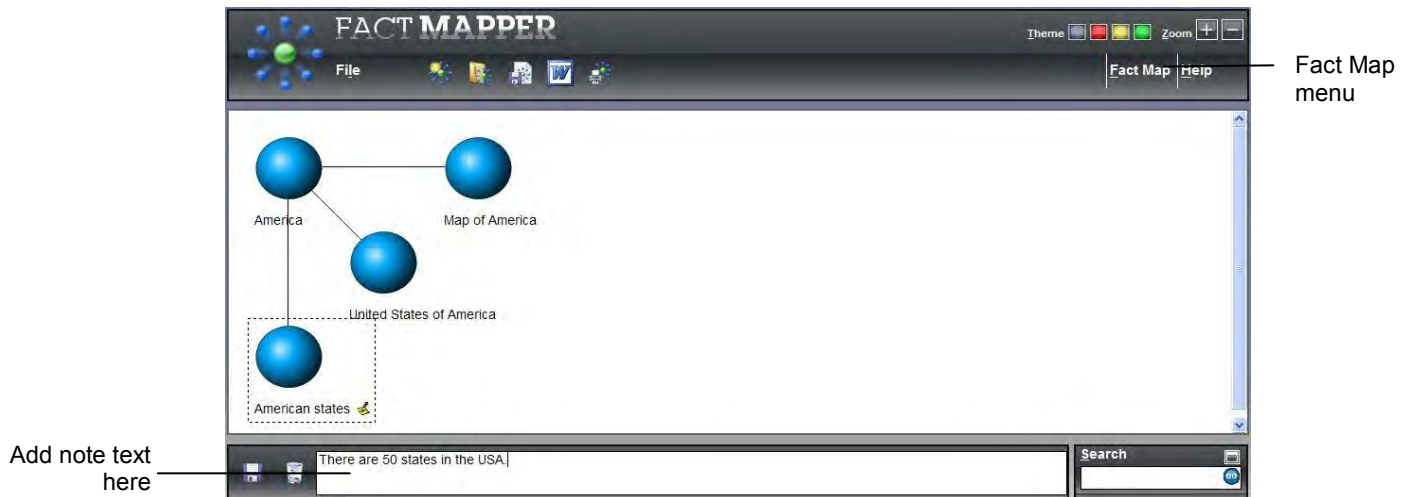 FACT MAPPER
Theme Zoom + −
File W Fact Map Help
Fact Map
menu
America Map of America
United States of America
American states
Add note text
here
There are 50 states in the USA.
Search